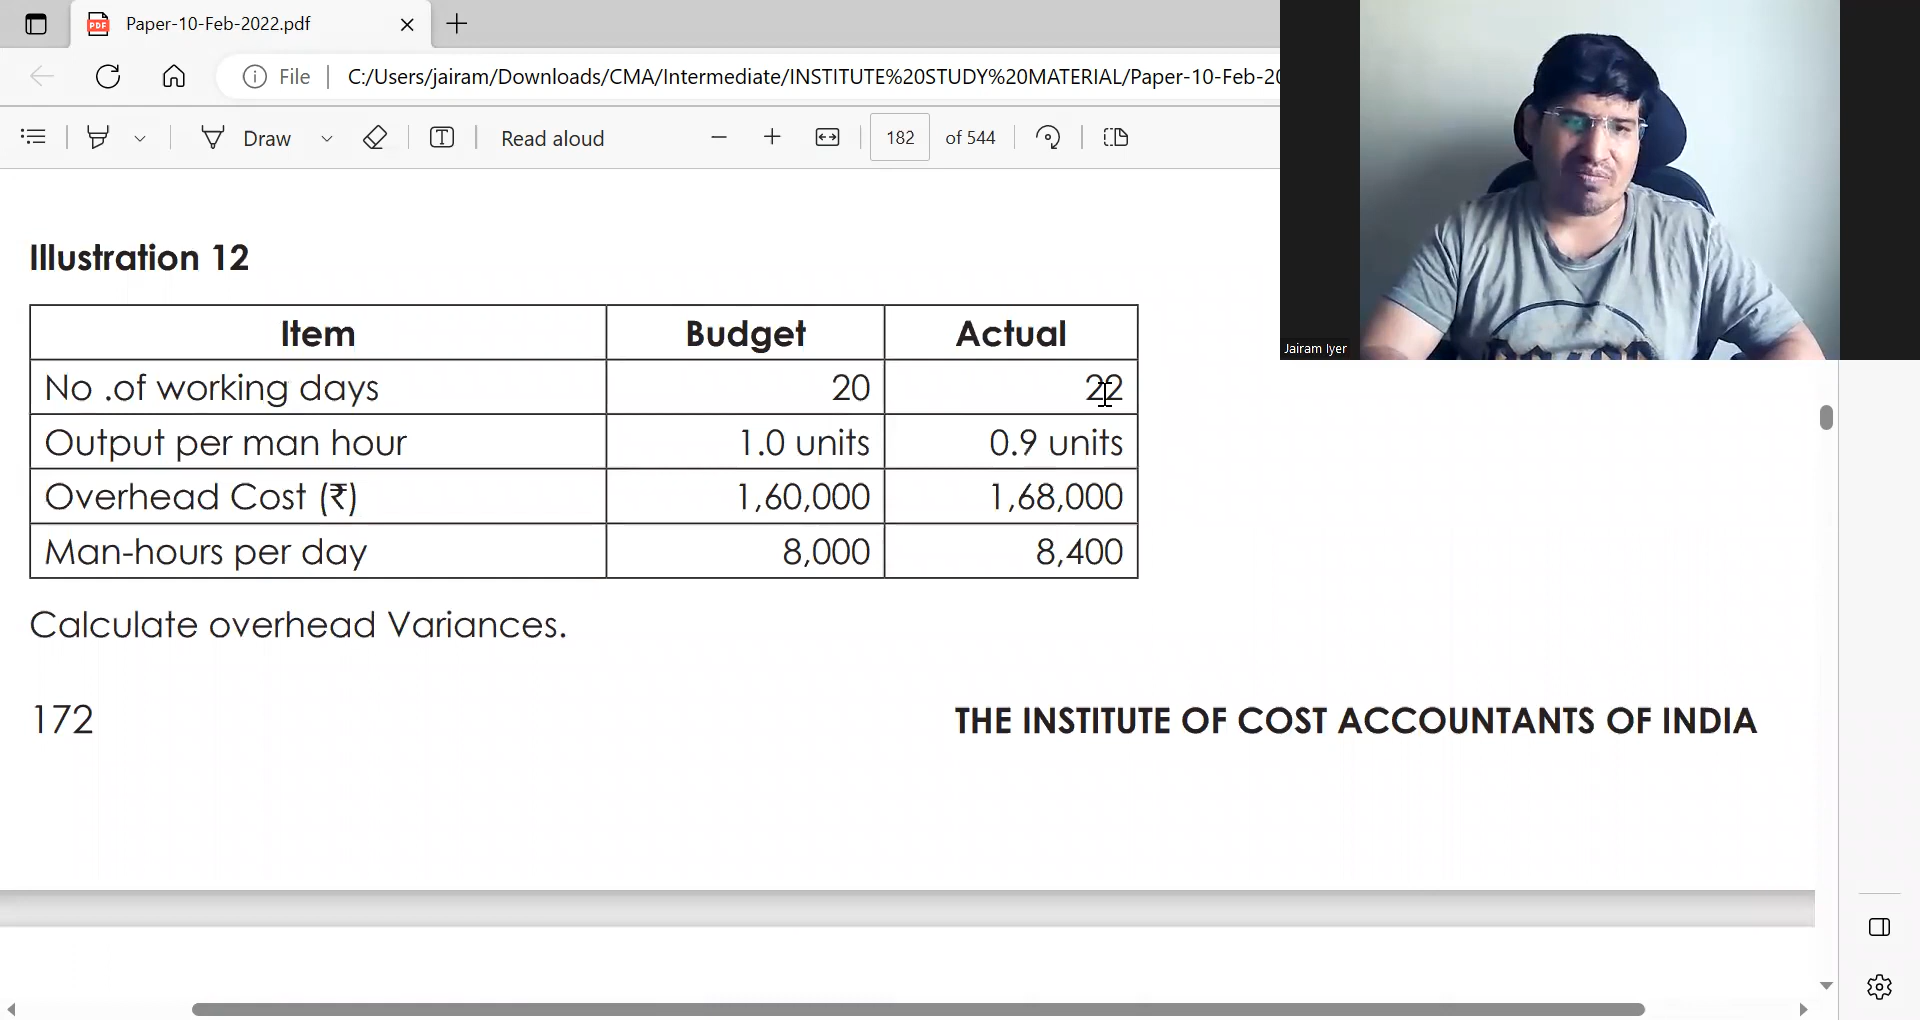 Paper-10-Feb-2022.pdf
PDF
File
C:/Users/jairam/Downloads/CMA/Intermediate/INSTITUTE%20STUDY%20MATERIAL/Paper-10-Feb-20
Draw
Read aloud
182 of 544
Jairam Iyer
Illustration 12
Item Budget Actual
No .of working days 20 22
Output per man hour 1.0 units 0.9 units
Overhead Cost (₹) 1,60,000 1,68,000
Man-hours per day 8,000 8,400
Calculate overhead Variances.
172 THE INSTITUTE OF COST ACCOUNTANTS OF INDIA